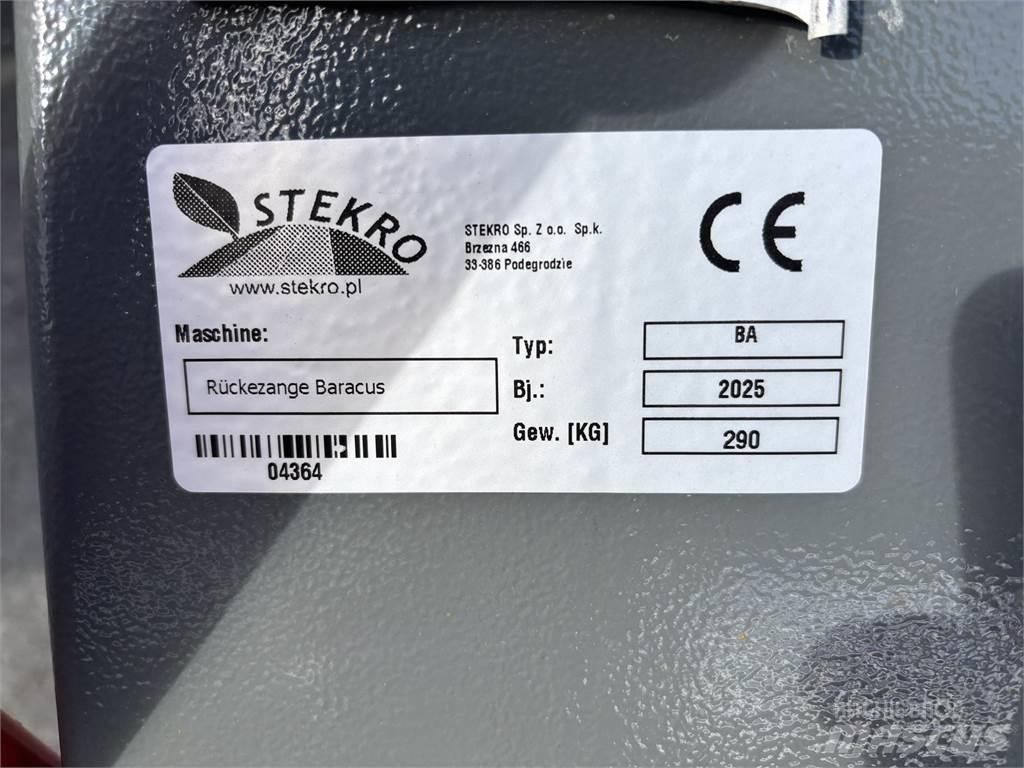 STEKRO
www.stekro.pl
STEKRO Sp. Z o.o. Sp.k.
Brzezna 466
33-386 Podegrodzie
CE
Maschine:
Rückezange Baracus
04364
Typ: BA
Bj.: 2025
Gew. [KG] 290
MASCUS